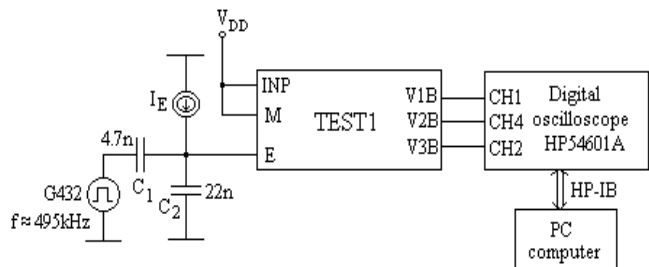 VDD
IE
4.7n
C1
G432
f≈495kHz
C2
22n
INP
M
E
TEST1
V1B
V2B
V3B
CH1
CH4
CH2
Digital
oscilloscope
HP54601A
HP-IB
PC
computer